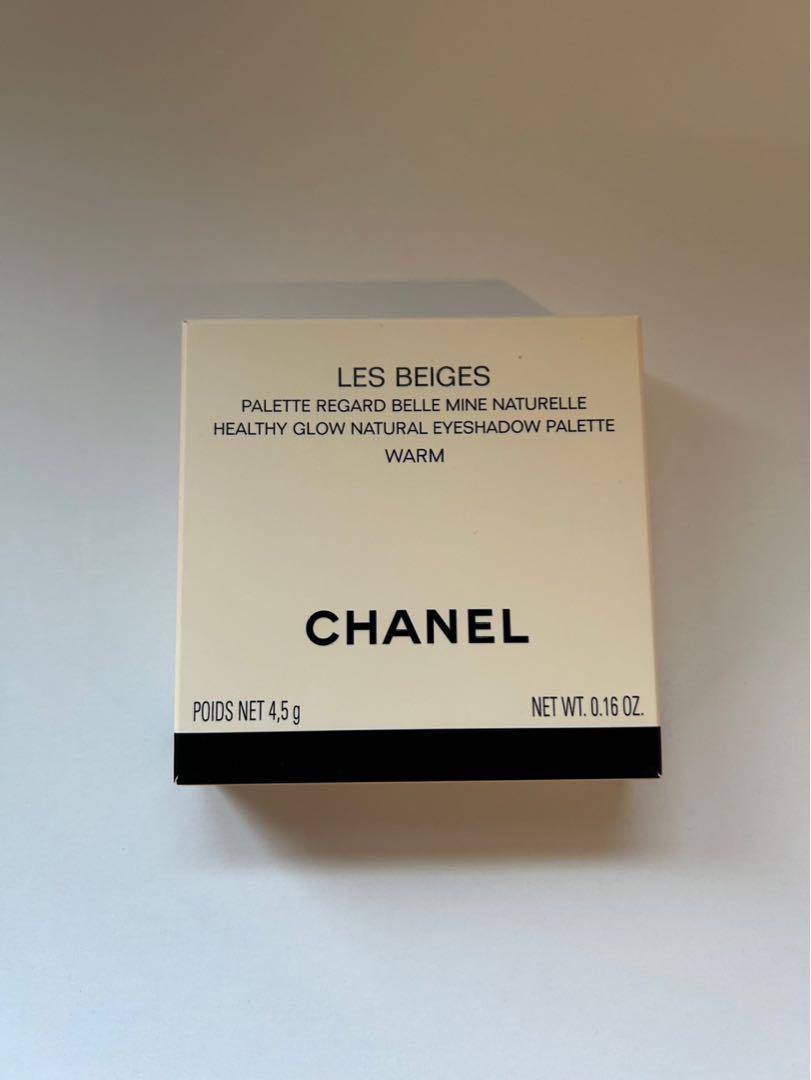 LES BEIGES
PALETTE REGARD BELLE MINE NATURELLE
HEALTHY GLOW NATURAL EYESHADOW PALETTE
WARM
CHANEL
POIDS NET 4,5 g
NET WT. 0.16 OZ.